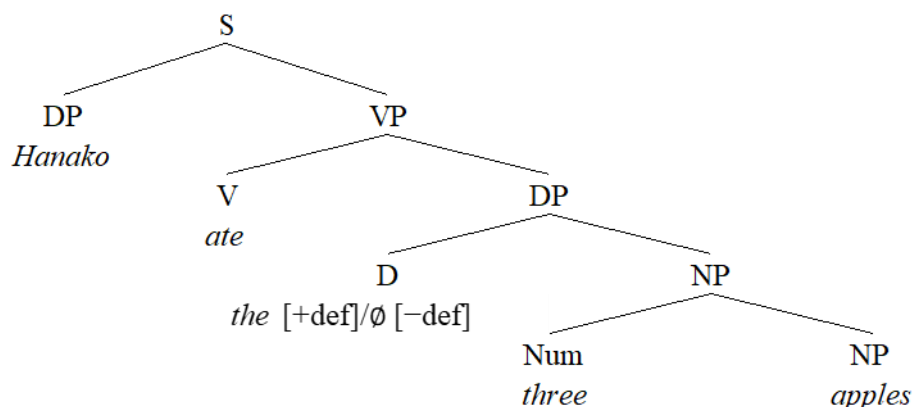 S
DP VP
Hanako
V DP
ate
D NP
the [+def]/∅ [−def]
Num NP
three apples